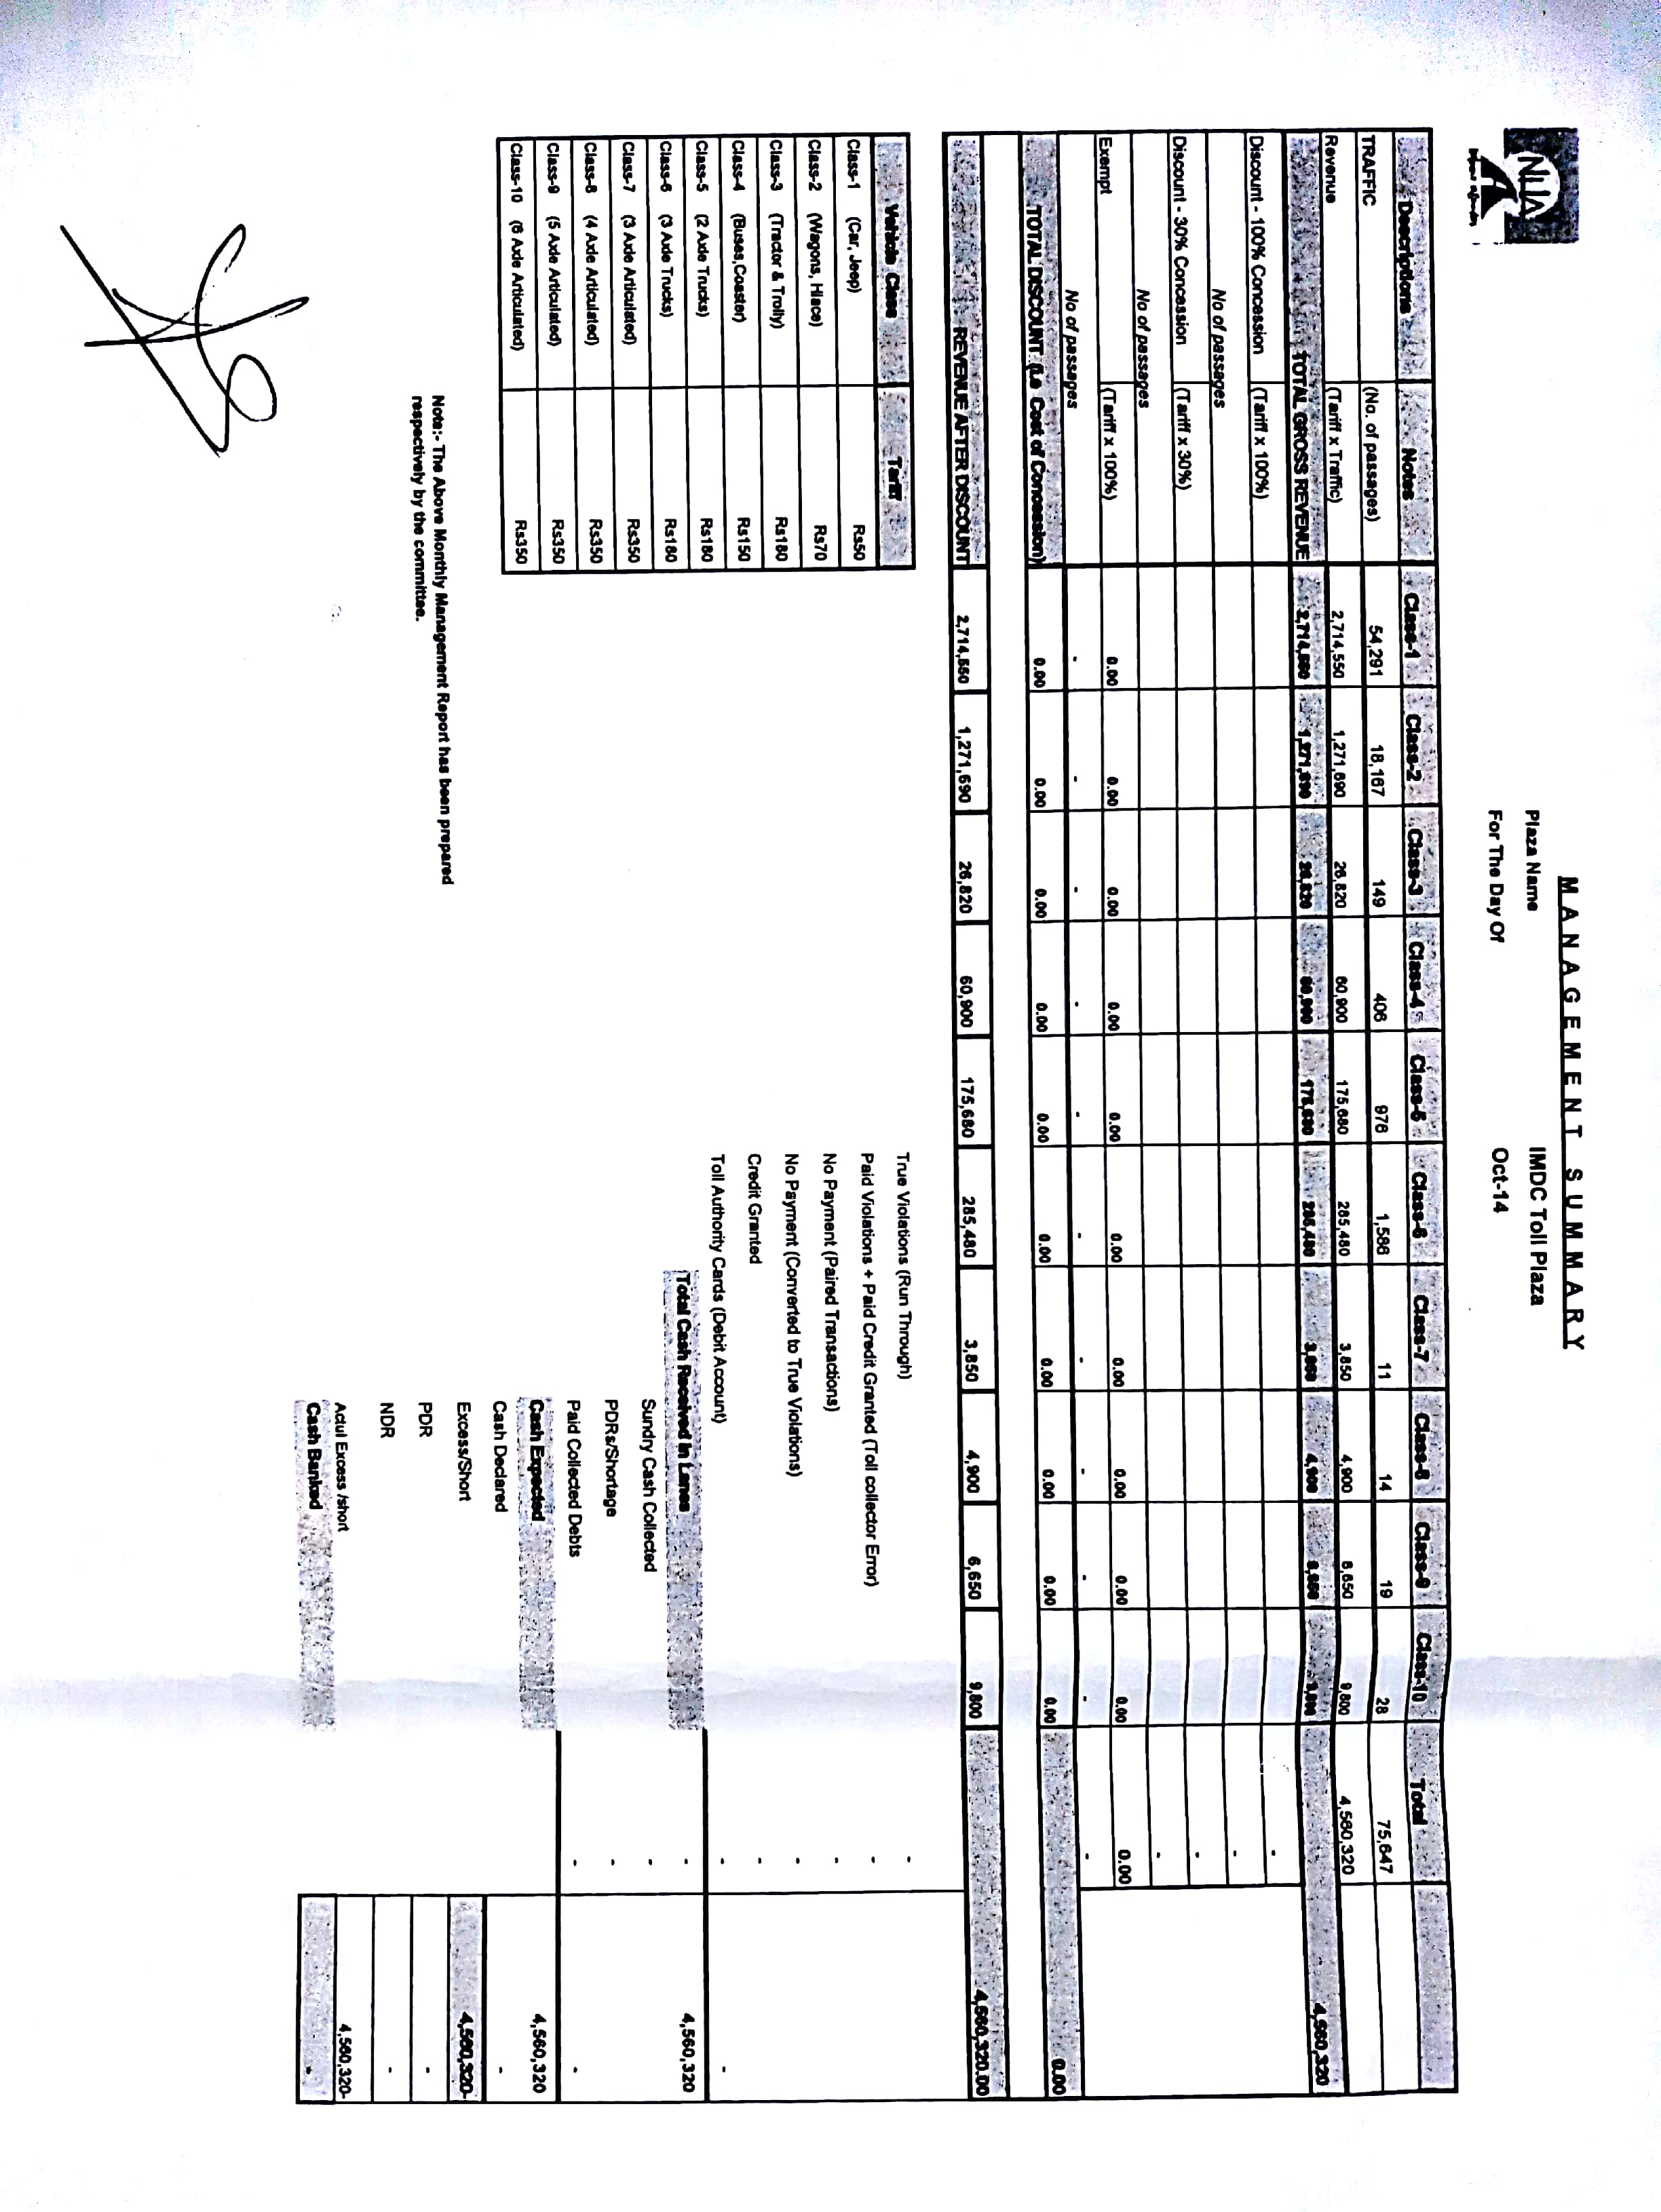 MANAGEMENT SUMMARY
NHA
Plaza Name IMDC Toll Plaza
For The Day Of Oct-14
Descriptions Notes Class-1 Class-2 Class-3 Class-4 Class-5 Class-6 Class-7 Class-8 Class-9 Class-10 Total
TRAFFIC (No. of passages) 54,291 18,167 149 406 976 1,586 11 14 19 28 75,647
Revenue (Tariff x Traffic) 2,714,550 1,271,690 26,820 60,900 175,680 285,480 3,850 4,900 6,650 9,800 4,560,320
TOTAL GROSS REVENUE 2,714,550 1,271,690 26,820 60,900 175,680 285,480 3,850 4,900 6,650 9,800 4,560,320
Discount - 100% Concession (Tariff x 100%) -
No of passages -
Discount - 30% Concession (Tariff x 30%) -
No of passages -
Exempt (Tariff x 100%) 0.00 0.00 0.00 0.00 0.00 0.00 0.00 0.00 0.00 0.00 0.00
No of passages - - - - - - - - - - -
TOTAL DISCOUNT (i.e Cost of Concession) 0.00 0.00 0.00 0.00 0.00 0.00 0.00 0.00 0.00 0.00 0.00
REVENUE AFTER DISCOUNT 2,714,550 1,271,690 26,820 60,900 175,680 285,480 3,850 4,900 6,650 9,800 4,560,320.00
Vehicle Class Tariff
Class-1 (Car, Jeep) Rs50
Class-2 (Wagons, Hiace) Rs70
Class-3 (Tractor & Trolly) Rs180
Class-4 (Buses,Coaster) Rs150
Class-5 (2 Axle Trucks) Rs180
Class-6 (3 Axle Trucks) Rs180
Class-7 (3 Axle Articulated) Rs350
Class-8 (4 Axle Articulated) Rs350
Class-9 (5 Axle Articulated) Rs350
Class-10 (6 Axle Articulated) Rs350
True Violations (Run Through) -
Paid Violations + Paid Credit Granted (Toll collector Error) -
No Payment (Paired Transactions) -
No Payment (Converted to True Violations) -
Credit Granted -
Toll Authority Cards (Debit Account) - -
Total Cash Received In Lanes - 4,560,320
Sundry Cash Collected -
PDRs/Shortage -
Paid Collected Debts - -
Cash Expected 4,560,320
Cash Declared -
Excess/Short 4,560,320-
PDR -
NDR -
Actul Excess /short 4,560,320-
Cash Banked -
Note:- The Above Monthly Management Report has been prepared
respectively by the committee.